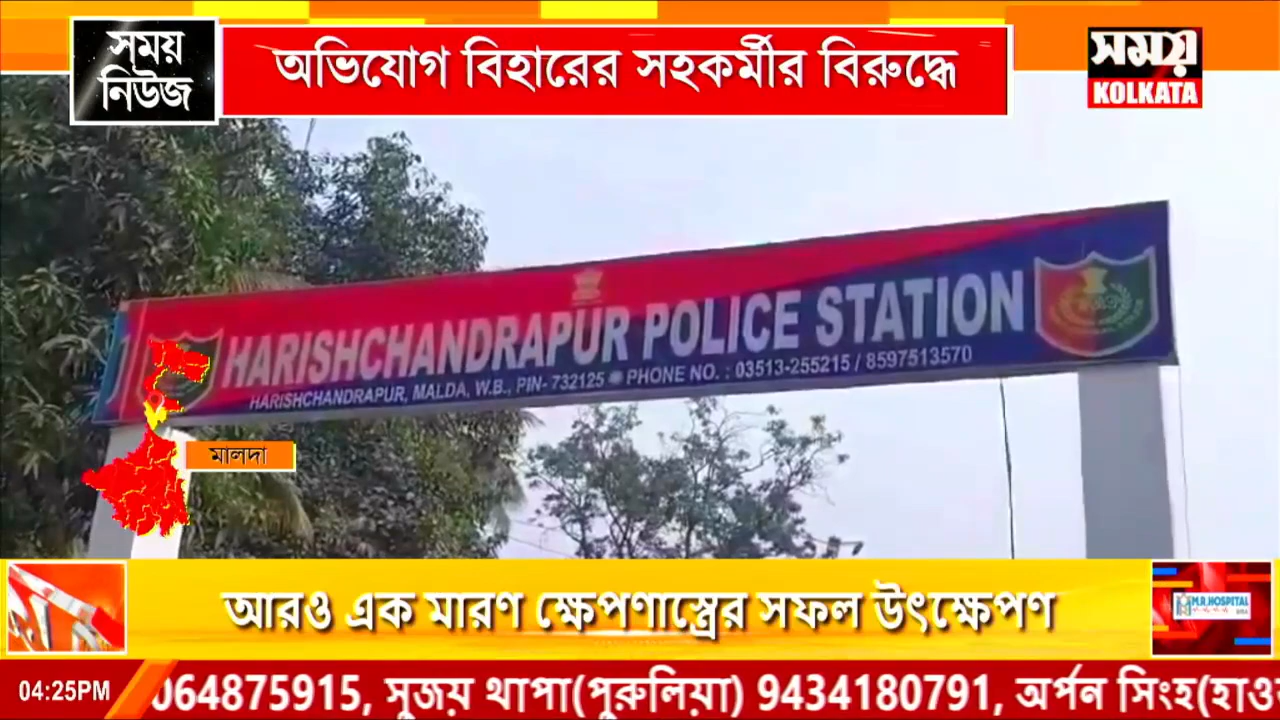 সময়
নিউজ
অভিযোগ বিহারের সহকর্মীর বিরুদ্ধে
সময়
KOLKATA
HARISHCHANDRAPUR POLICE STATION
HARISHCHANDRAPUR, MALDA, W.B., PIN- 732125 PHONE NO. : 03513-255215 / 8597513570
মালদা
আরও এক মারণ ক্ষেপণাস্ত্রের সফল উৎক্ষেপণ
M.R.HOSPITAL
04:25PM
064875915, সুজয় থাপা(পুরুলিয়া) 9434180791, অর্পন সিংহ(হাও